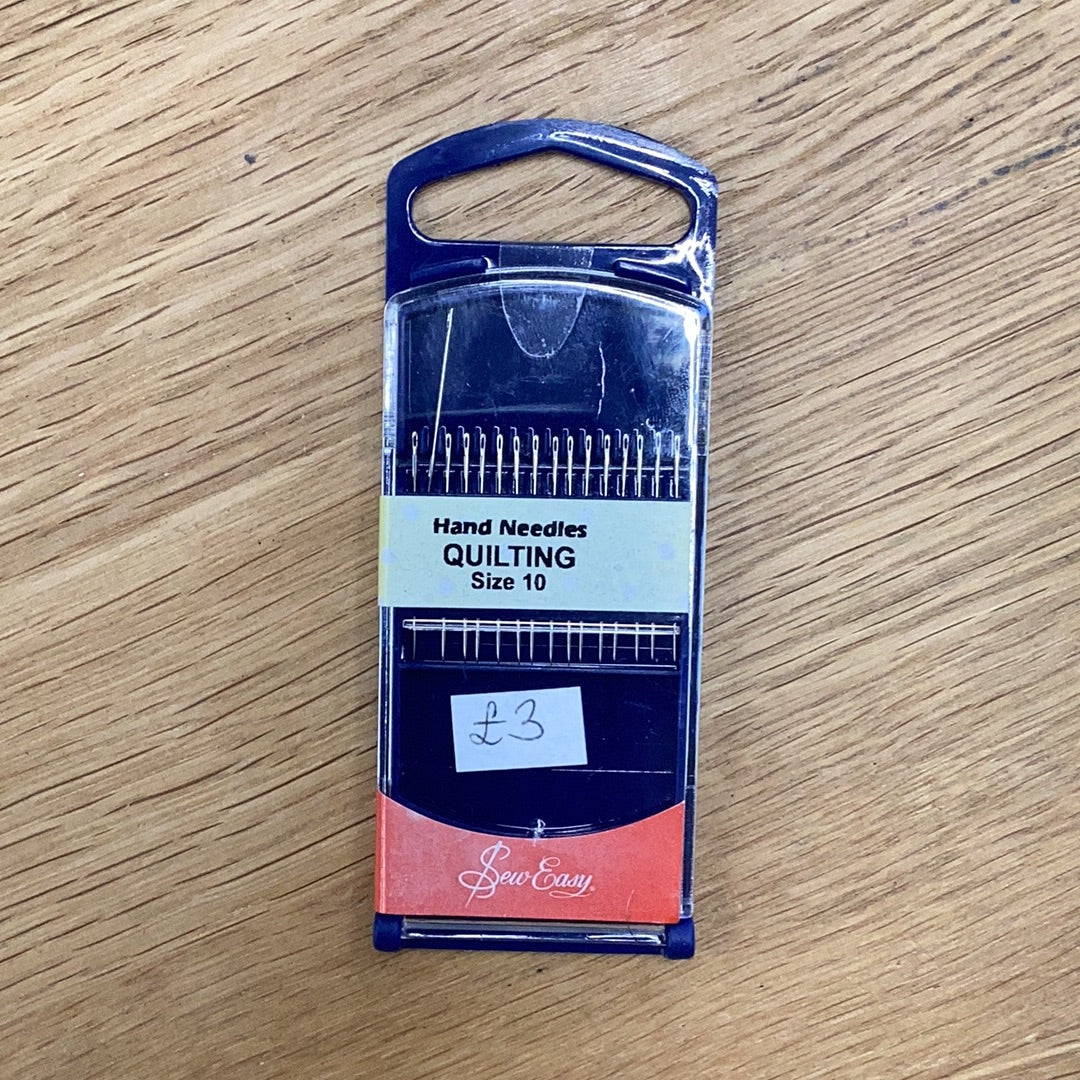 Hand Needles
QUILTING
Size 10
£3
Sew Easy